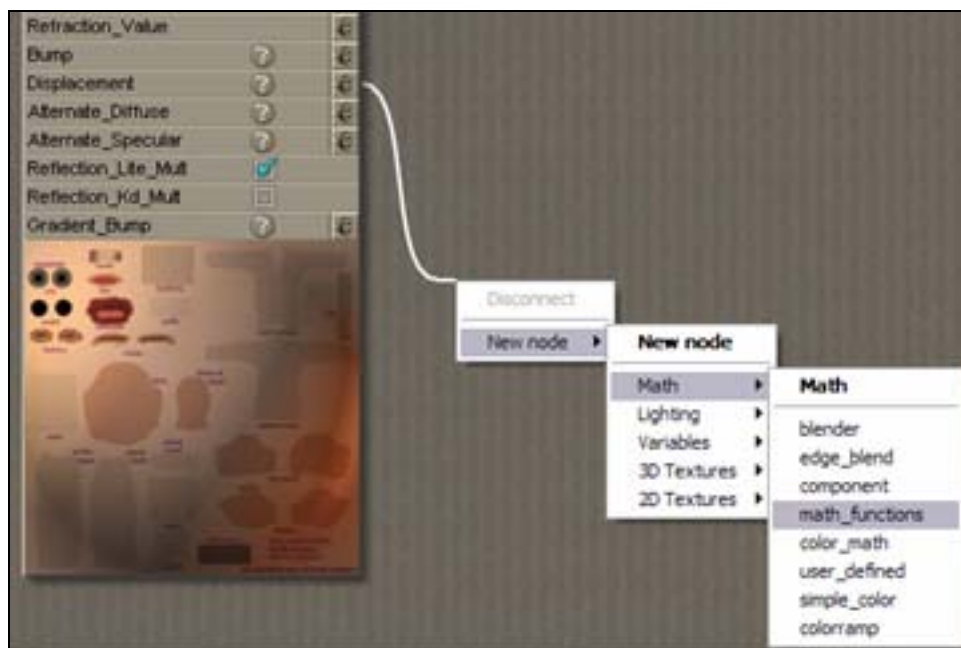 Refraction_Value
Bump
Displacement
Alternate_Diffuse
Alternate_Specular
Reflection_Lite_Mult
Reflection_Kd_Mult
Gradient_Bump
Disconnect
New node
New node
Math
Lighting
Variables
3D Textures
2D Textures
Math
blender
edge_blend
component
math_functions
color_math
user_defined
simple_color
colorramp